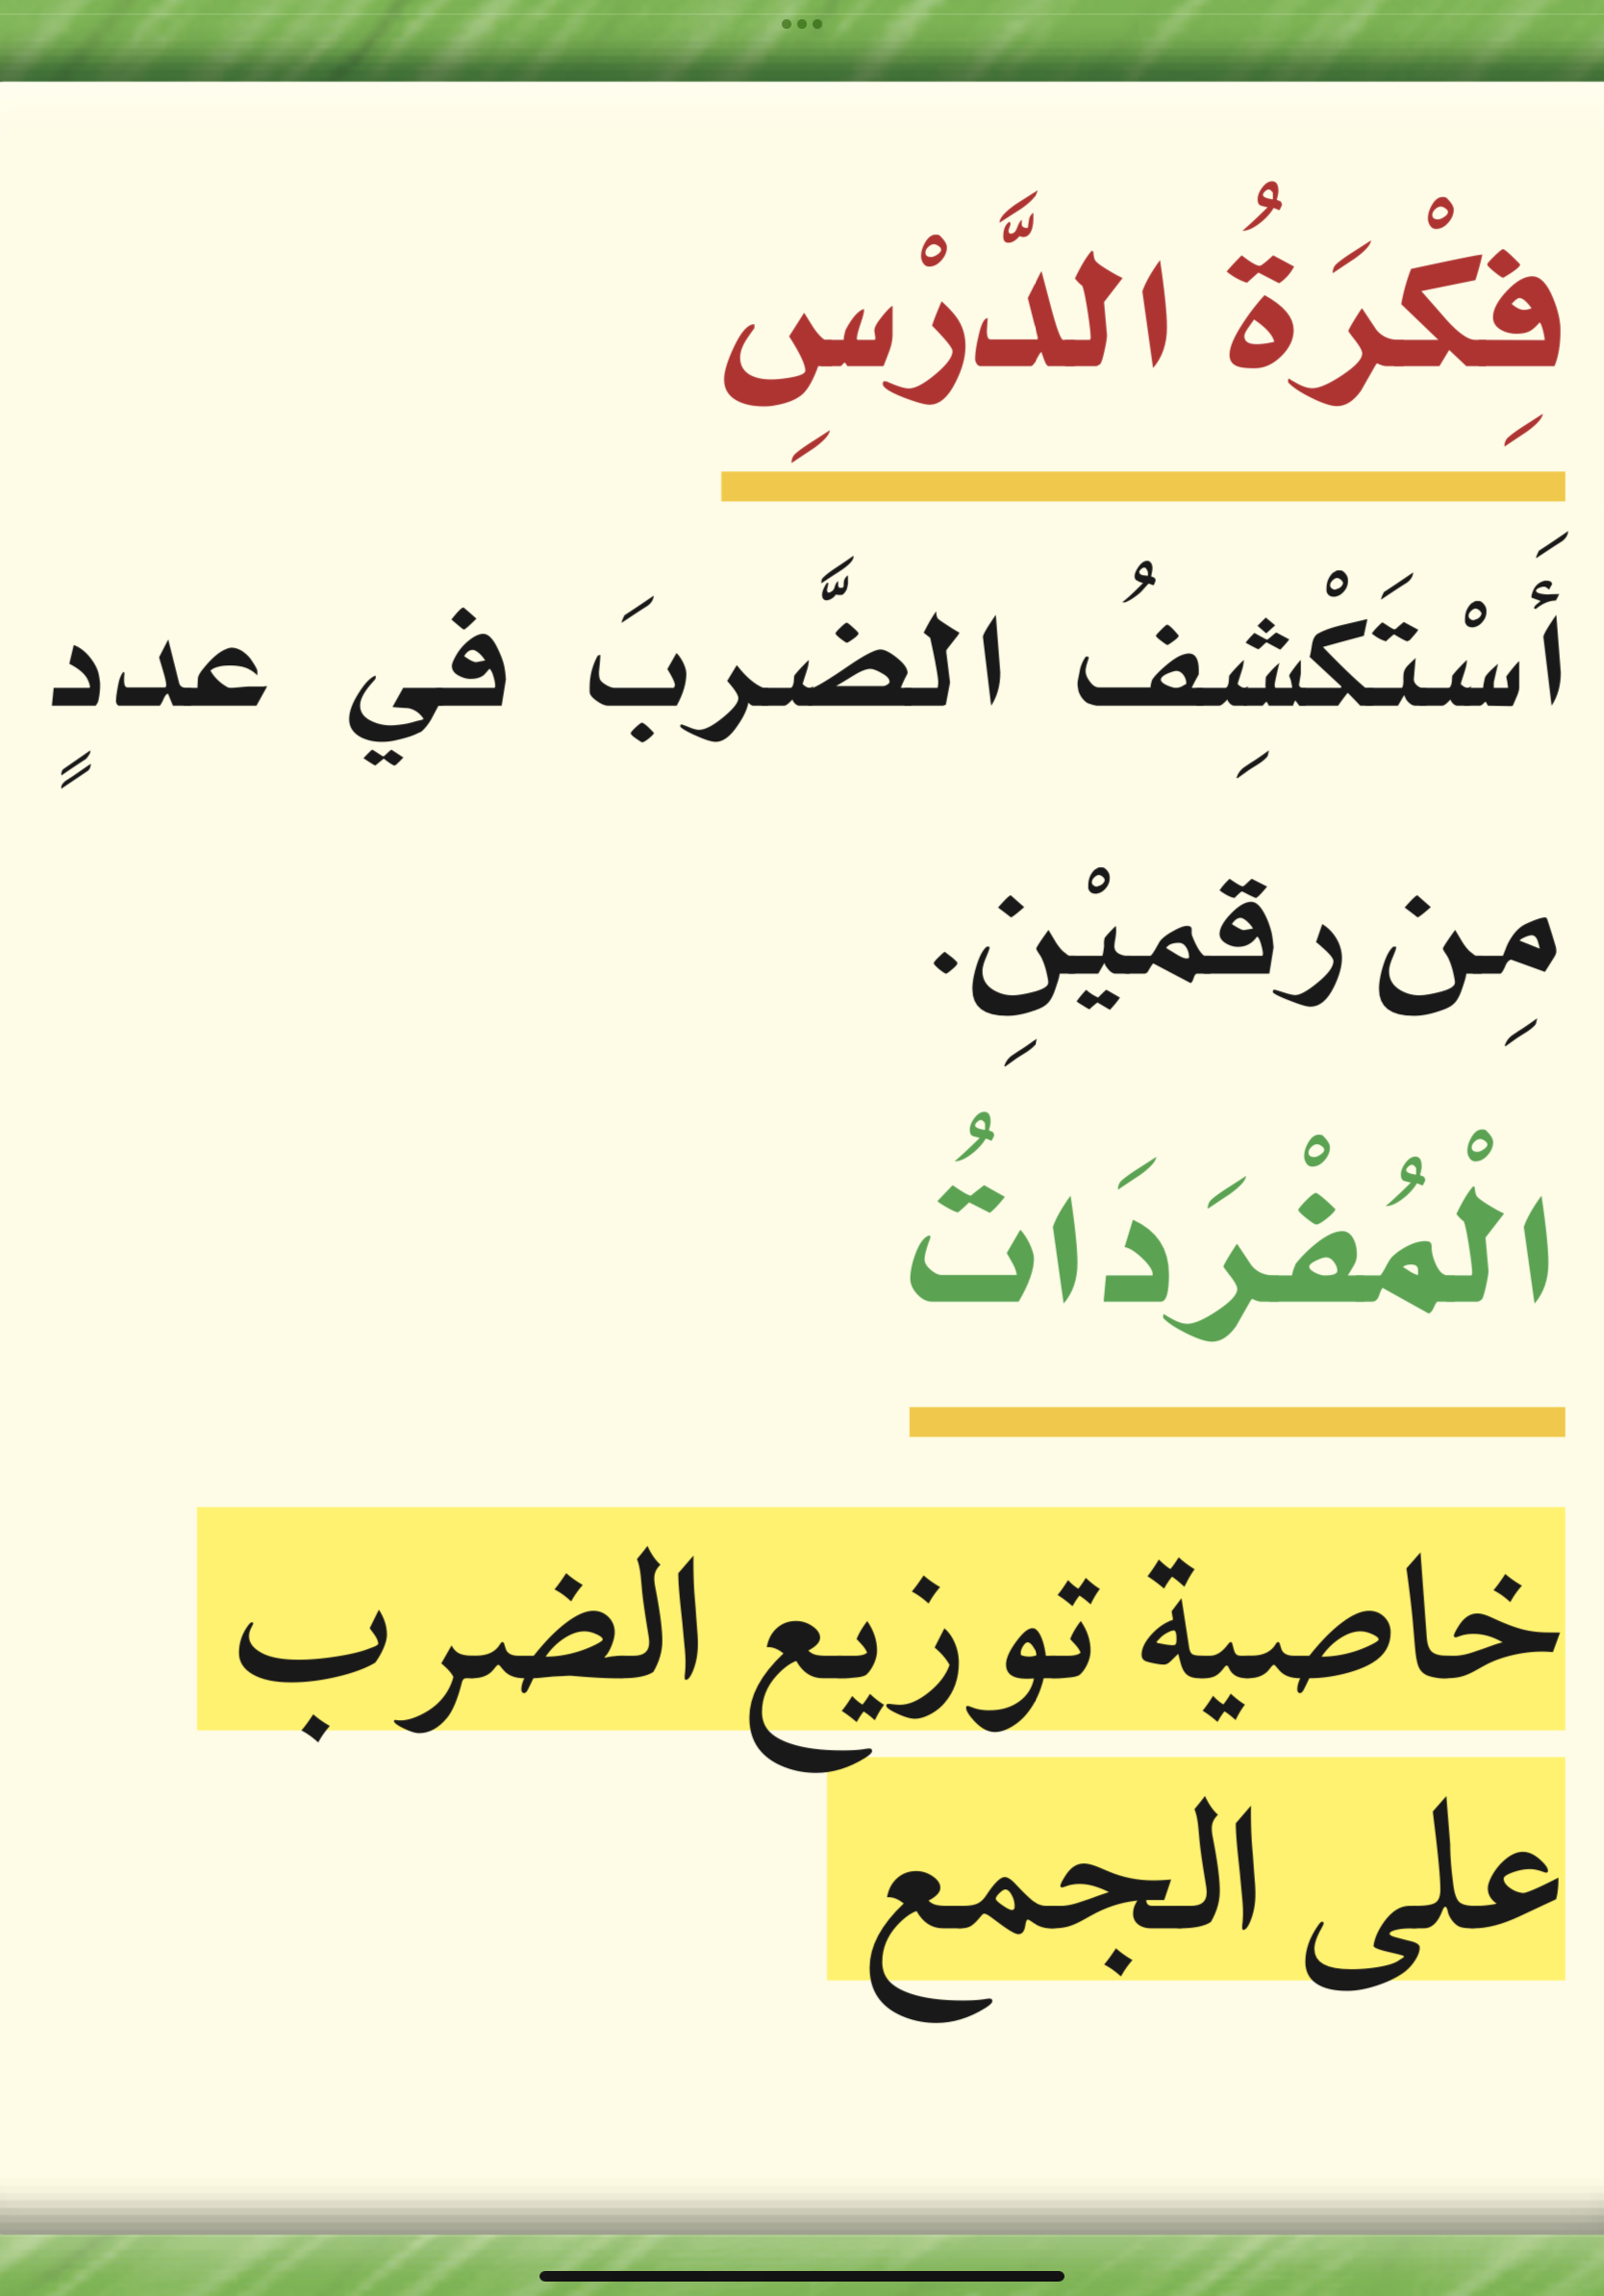 فِكْرَةُ الدَّرْسِ
أَسْتَكْشِفُ الضَّربَ في عددٍ
مِن رقميْنِ.
الْمُفْرَدَاتُ
خاصية توزيع الضرب
على الجمع